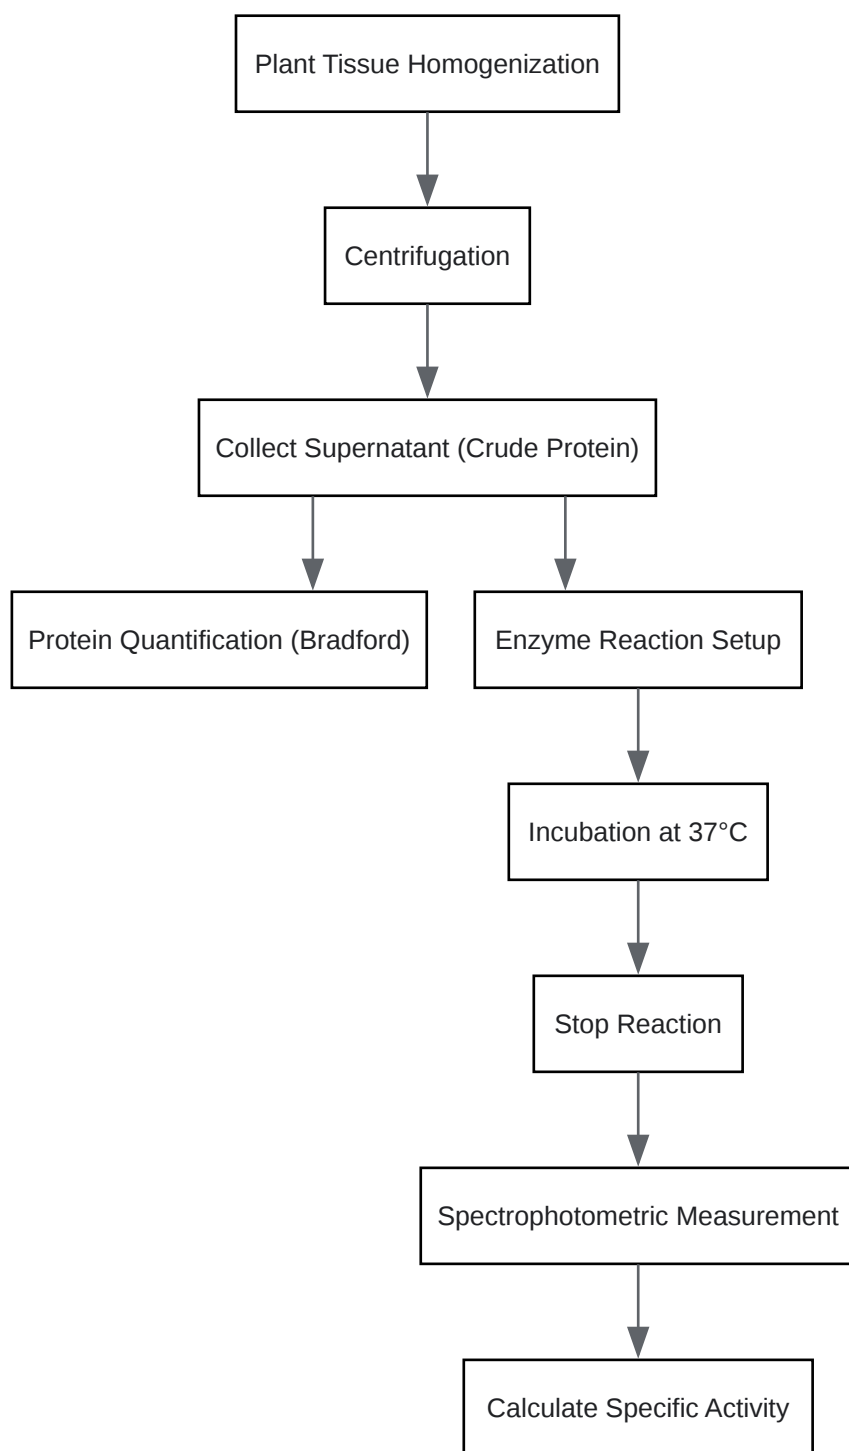 Plant Tissue Homogenization
Centrifugation
Collect Supernatant (Crude Protein)
Protein Quantification (Bradford)
Enzyme Reaction Setup
Incubation at 37°C
Stop Reaction
Spectrophotometric Measurement
Calculate Specific Activity